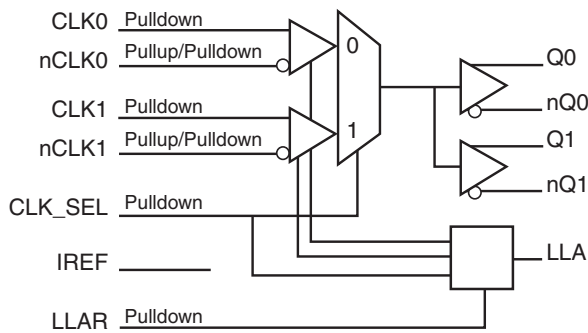 CLK0 Pulldown
nCLK0 Pullup/Pulldown
0
Q0
nQ0
CLK1 Pulldown
nCLK1 Pullup/Pulldown
1
Q1
nQ1
CLK_SEL Pulldown
IREF
LLA
LLAR Pulldown